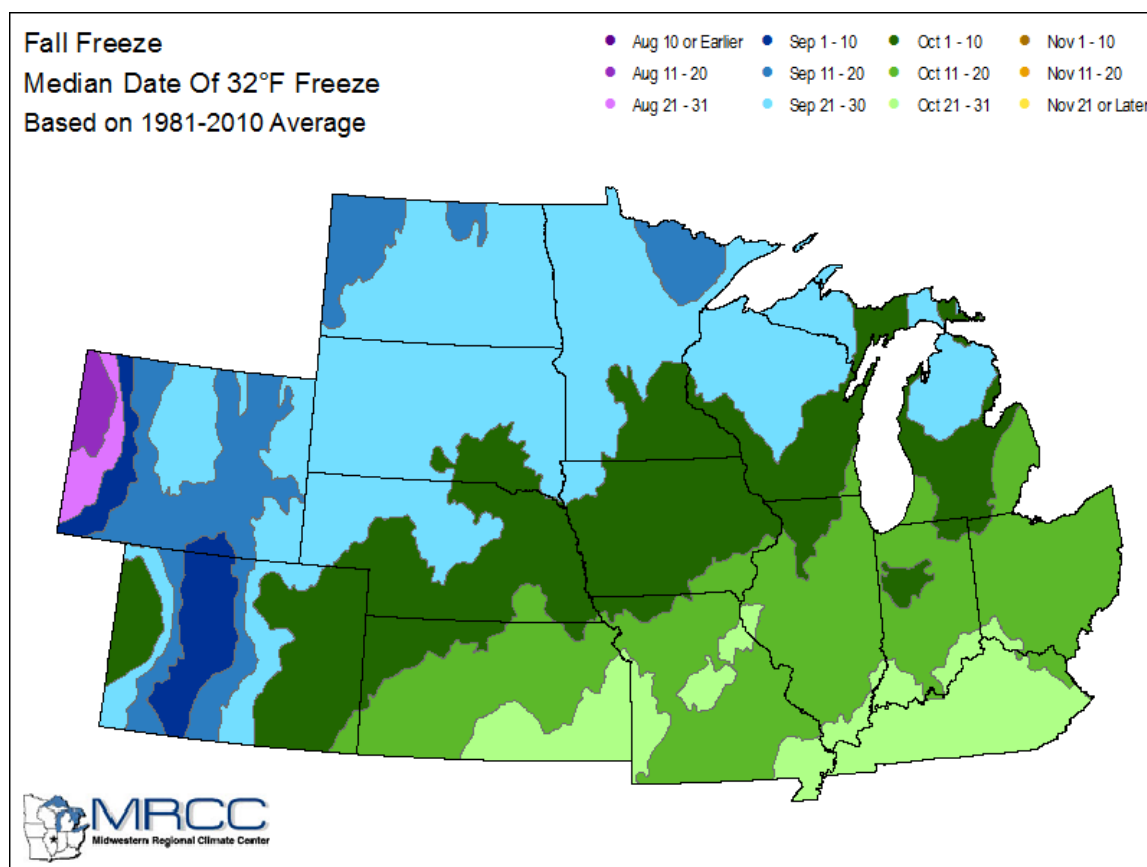 Fall Freeze
Median Date Of 32°F Freeze
Based on 1981-2010 Average
Aug 10 or Earlier
Aug 11 - 20
Aug 21 - 31
Sep 1 - 10
Sep 11 - 20
Sep 21 - 30
Oct 1 - 10
Oct 11 - 20
Oct 21 - 31
Nov 1 - 10
Nov 11 - 20
Nov 21 or Later
MRCC
Midwestern Regional Climate Center